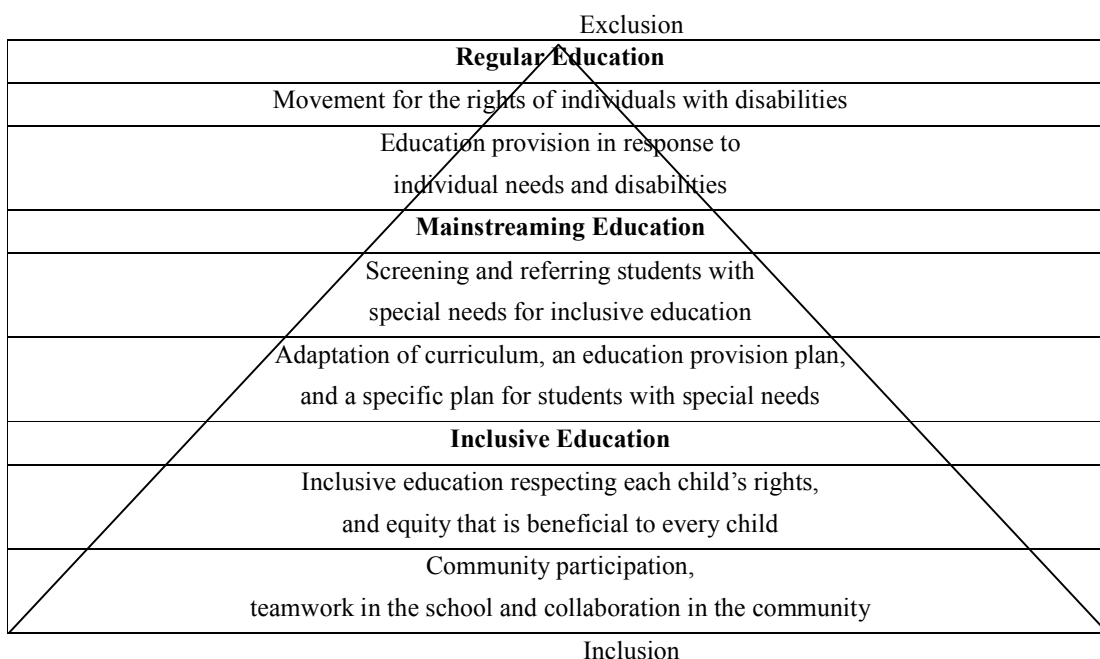 Exclusion
Regular Education
Movement for the rights of individuals with disabilities
Education provision in response to
individual needs and disabilities
Mainstreaming Education
Screening and referring students with
special needs for inclusive education
Adaptation of curriculum, an education provision plan,
and a specific plan for students with special needs
Inclusive Education
Inclusive education respecting each child’s rights,
and equity that is beneficial to every child
Community participation,
teamwork in the school and collaboration in the community
Inclusion